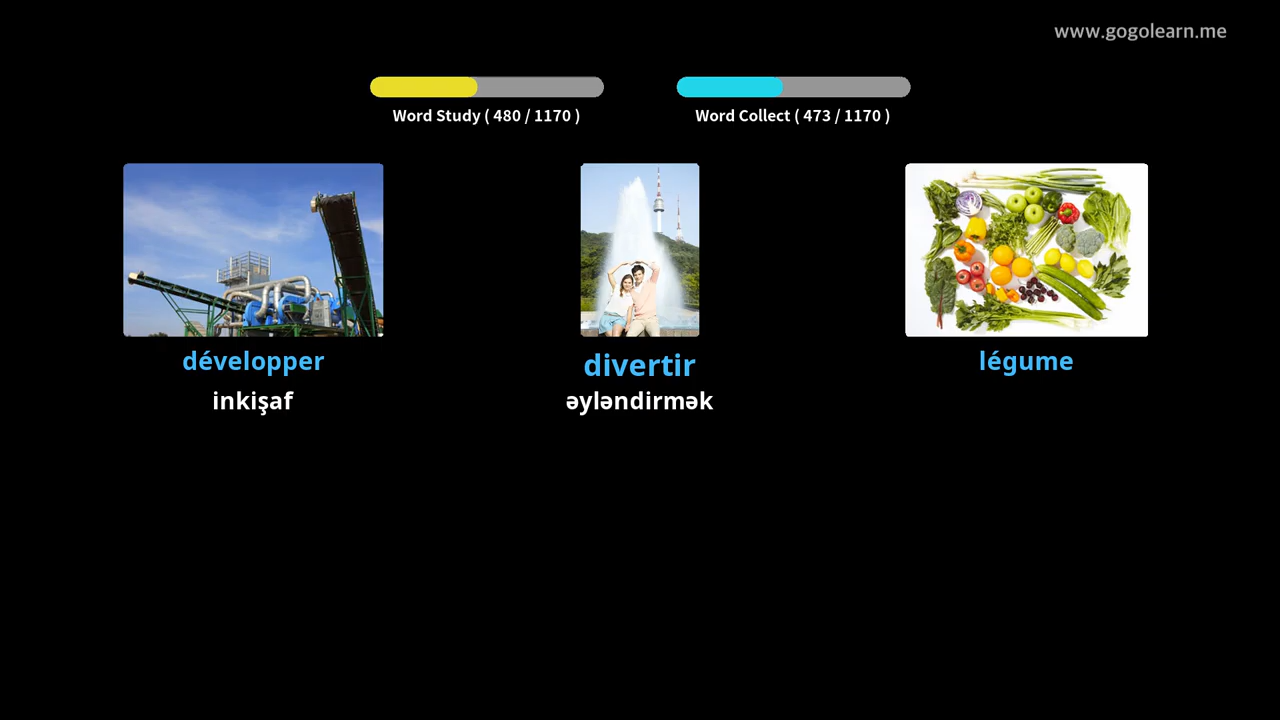 www.gogolearn.me
Word Study ( 480 / 1170 )
Word Collect ( 473 / 1170 )
développer
divertir
légume
inkişaf
əyləndirmək